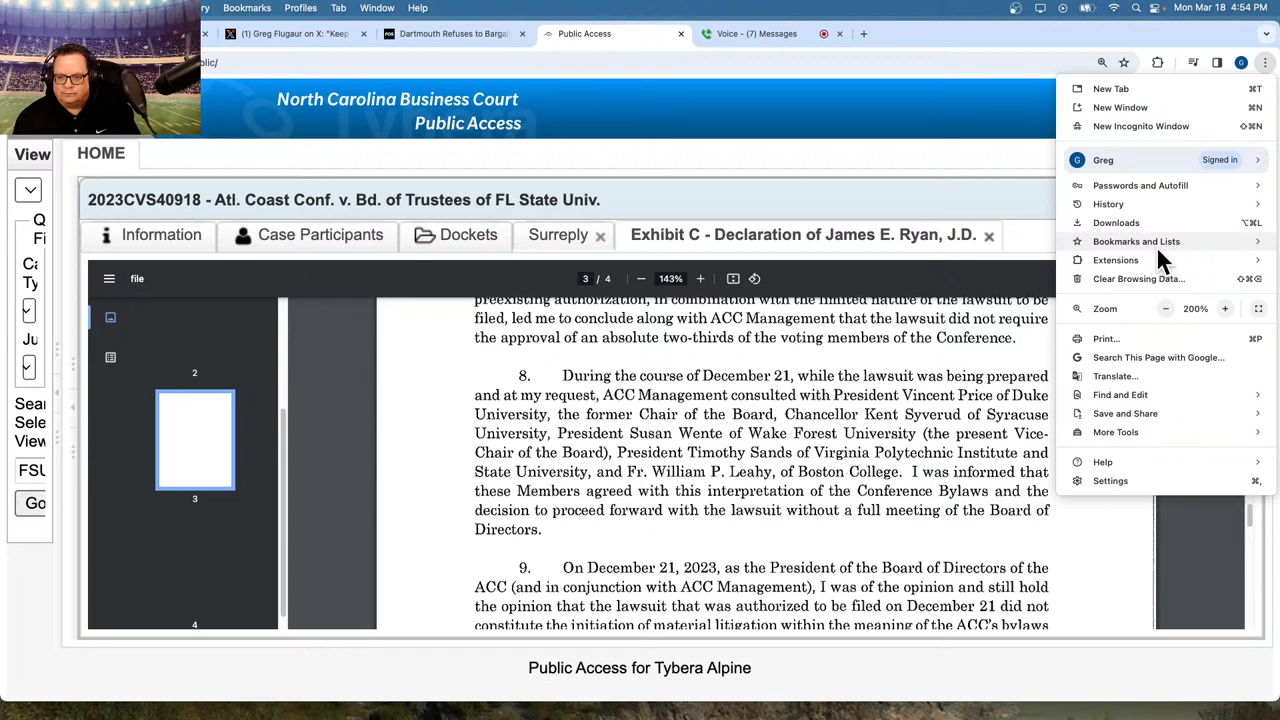 ry Bookmarks Profiles Tab Window Help
Mon Mar 18 4:54 PM
(1) Greg Flugaur on X: "Keep
Dartmouth Refuses to Bargai
Public Access
Voice - (7) Messages
olic/
North Carolina Business Court
Public Access
View
HOME
2023CVS40918 - Atl. Coast Conf. v. Bd. of Trustees of FL State Univ.
Information
Case Participants
Dockets
Surreply
Exhibit C - Declaration of James E. Ryan, J.D.
Q
Fi
Ca
Ty
Ju
Sear
Sele
View
FSU
Go
file
3 / 4
143%
2
3
4
preexisting authorization, in combination with the limited nature of the lawsuit to be
filed, led me to conclude along with ACC Management that the lawsuit did not require
the approval of an absolute two-thirds of the voting members of the Conference.
8. During the course of December 21, while the lawsuit was being prepared
and at my request, ACC Management consulted with President Vincent Price of Duke
University, the former Chair of the Board, Chancellor Kent Syverud of Syracuse
University, President Susan Wente of Wake Forest University (the present Vice-
Chair of the Board), President Timothy Sands of Virginia Polytechnic Institute and
State University, and Fr. William P. Leahy, of Boston College. I was informed that
these Members agreed with this interpretation of the Conference Bylaws and the
decision to proceed forward with the lawsuit without a full meeting of the Board of
Directors.
9. On December 21, 2023, as the President of the Board of Directors of the
ACC (and in conjunction with ACC Management), I was of the opinion and still hold
the opinion that the lawsuit that was authorized to be filed on December 21 did not
constitute the initiation of material litigation within the meaning of the ACC's bylaws
New Tab ⌘T
New Window ⌘N
New Incognito Window ⇧⌘N
G Greg Signed in
Passwords and Autofill
History
Downloads ⌥⌘L
Bookmarks and Lists
Extensions
Clear Browsing Data... ⇧⌘⌫
Zoom − 200% +
Print... ⌘P
Search This Page with Google...
Translate...
Find and Edit
Save and Share
More Tools
Help
Settings ⌘,
Public Access for Tybera Alpine